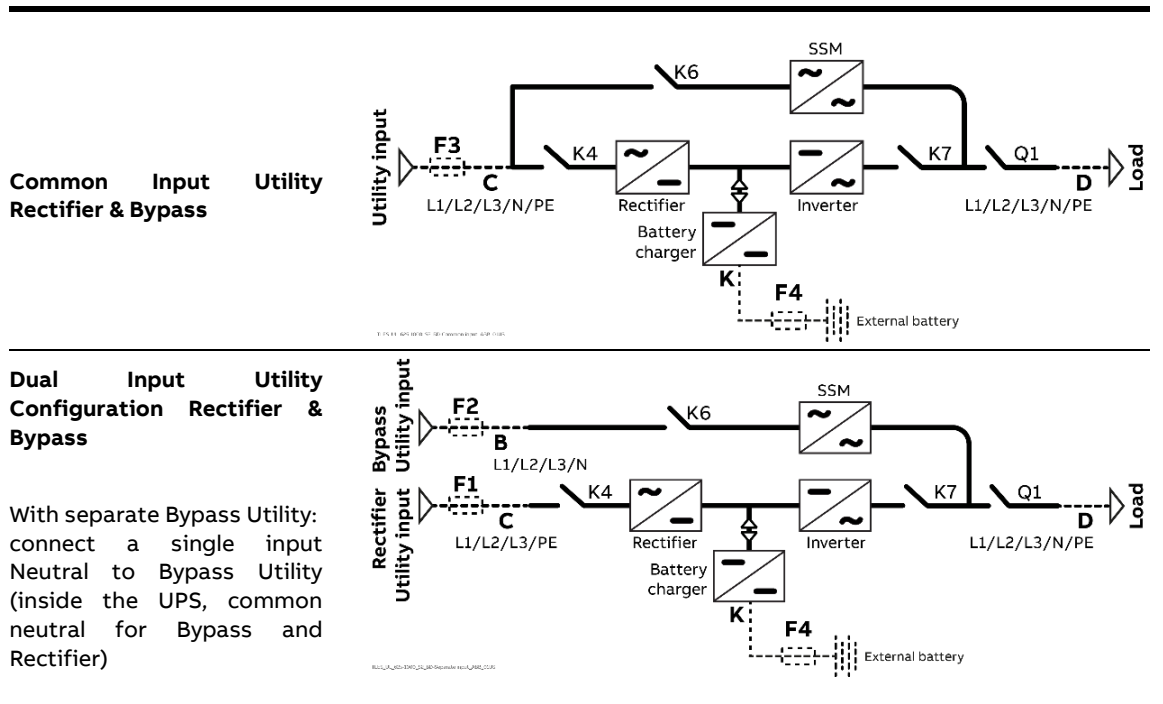 Common Input Utility
Rectifier & Bypass
Utility input
F3
C
L1/L2/L3/N/PE
K6
SSM
K4
Rectifier
Inverter
K7
Q1
D
Load
L1/L2/L3/N/PE
Battery
charger
K
F4
External battery
Dual Input Utility
Configuration Rectifier &
Bypass
With separate Bypass Utility:
connect a single input
Neutral to Bypass Utility
(inside the UPS, common
neutral for Bypass and
Rectifier)
Bypass
Utility input
F2
B
L1/L2/L3/N
K6
SSM
Rectifier
Utility input
F1
C
L1/L2/L3/PE
K4
Rectifier
Inverter
K7
Q1
D
Load
L1/L2/L3/N/PE
Battery
charger
K
F4
External battery